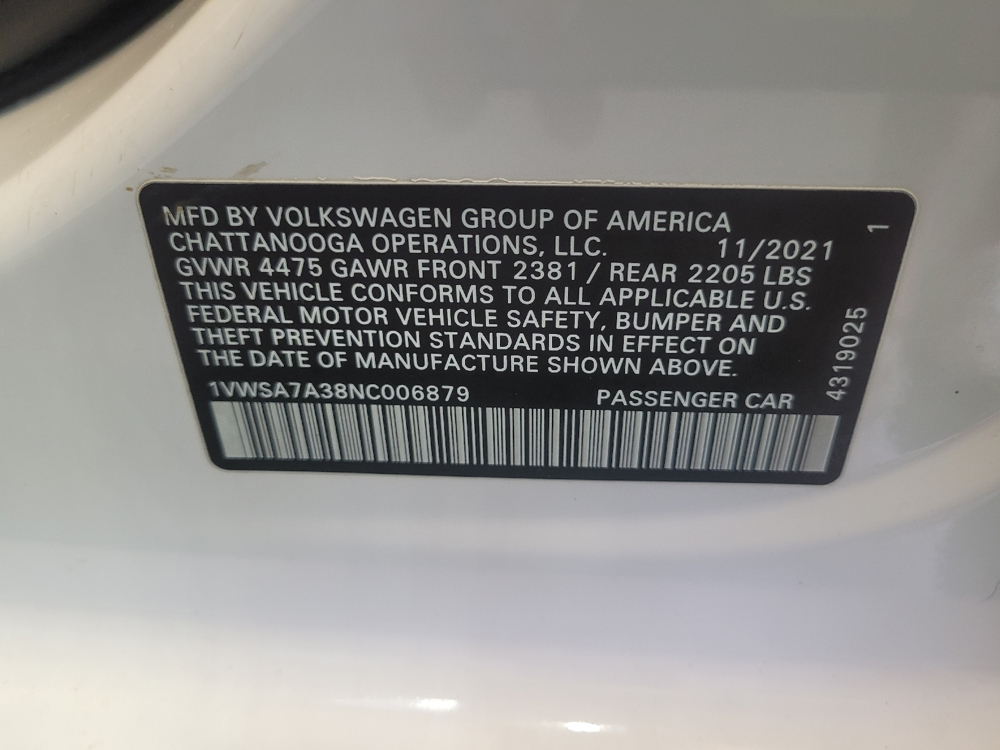 MFD BY VOLKSWAGEN GROUP OF AMERICA
CHATTANOOGA OPERATIONS, LLC. 11/2021
GVWR 4475 GAWR FRONT 2381 / REAR 2205 LBS
THIS VEHICLE CONFORMS TO ALL APPLICABLE U.S.
FEDERAL MOTOR VEHICLE SAFETY, BUMPER AND
THEFT PREVENTION STANDARDS IN EFFECT ON
THE DATE OF MANUFACTURE SHOWN ABOVE.
1VWSA7A38NC006879 PASSENGER CAR
4319025 1